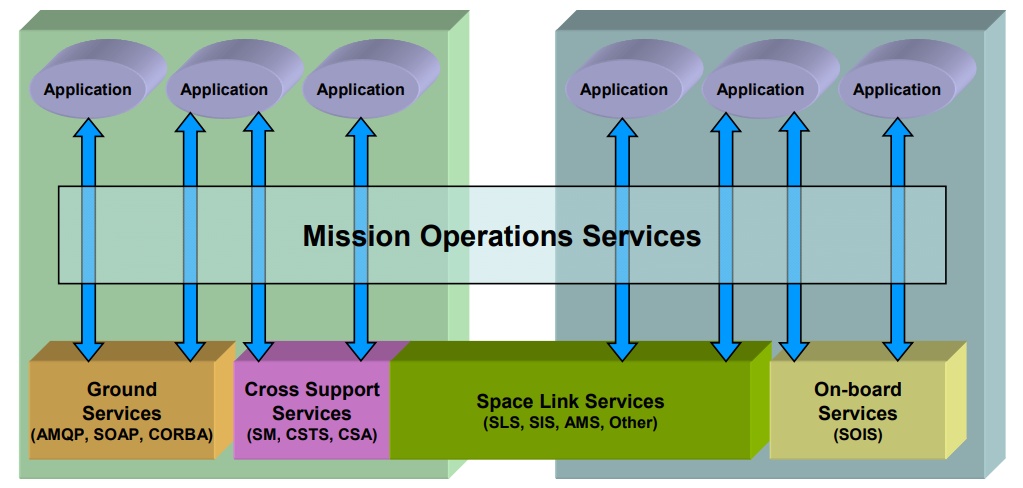 Application
Application
Application
Application
Application
Application
Mission Operations Services
Ground
Services
(AMQP, SOAP, CORBA)
Cross Support
Services
(SM, CSTS, CSA)
Space Link Services
(SLS, SIS, AMS, Other)
On-board
Services
(SOIS)